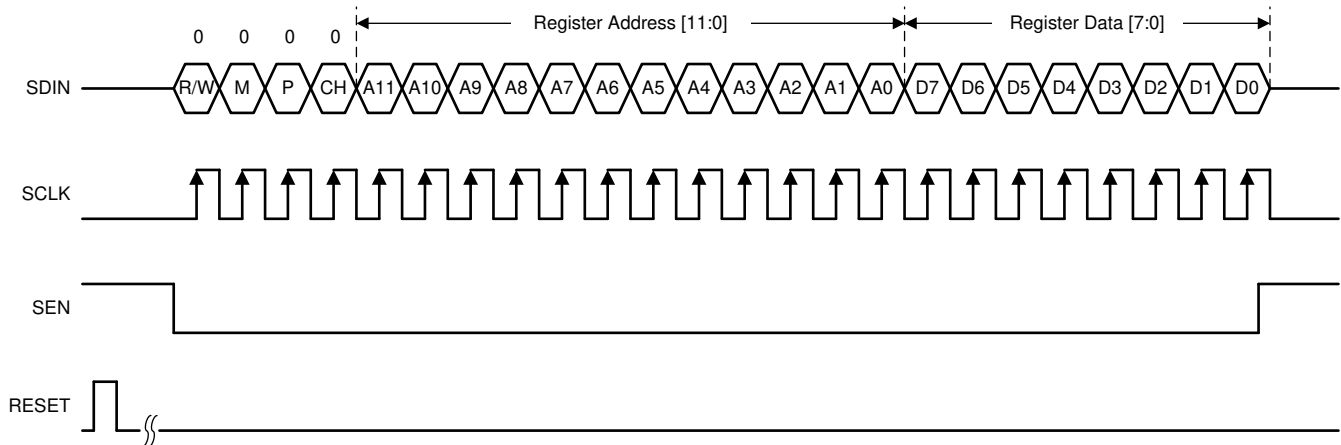 Register Address [11:0] Register Data [7:0]
0 0 0 0
SDIN R/W M P CH A11 A10 A9 A8 A7 A6 A5 A4 A3 A2 A1 A0 D7 D6 D5 D4 D3 D2 D1 D0
SCLK
SEN
RESET